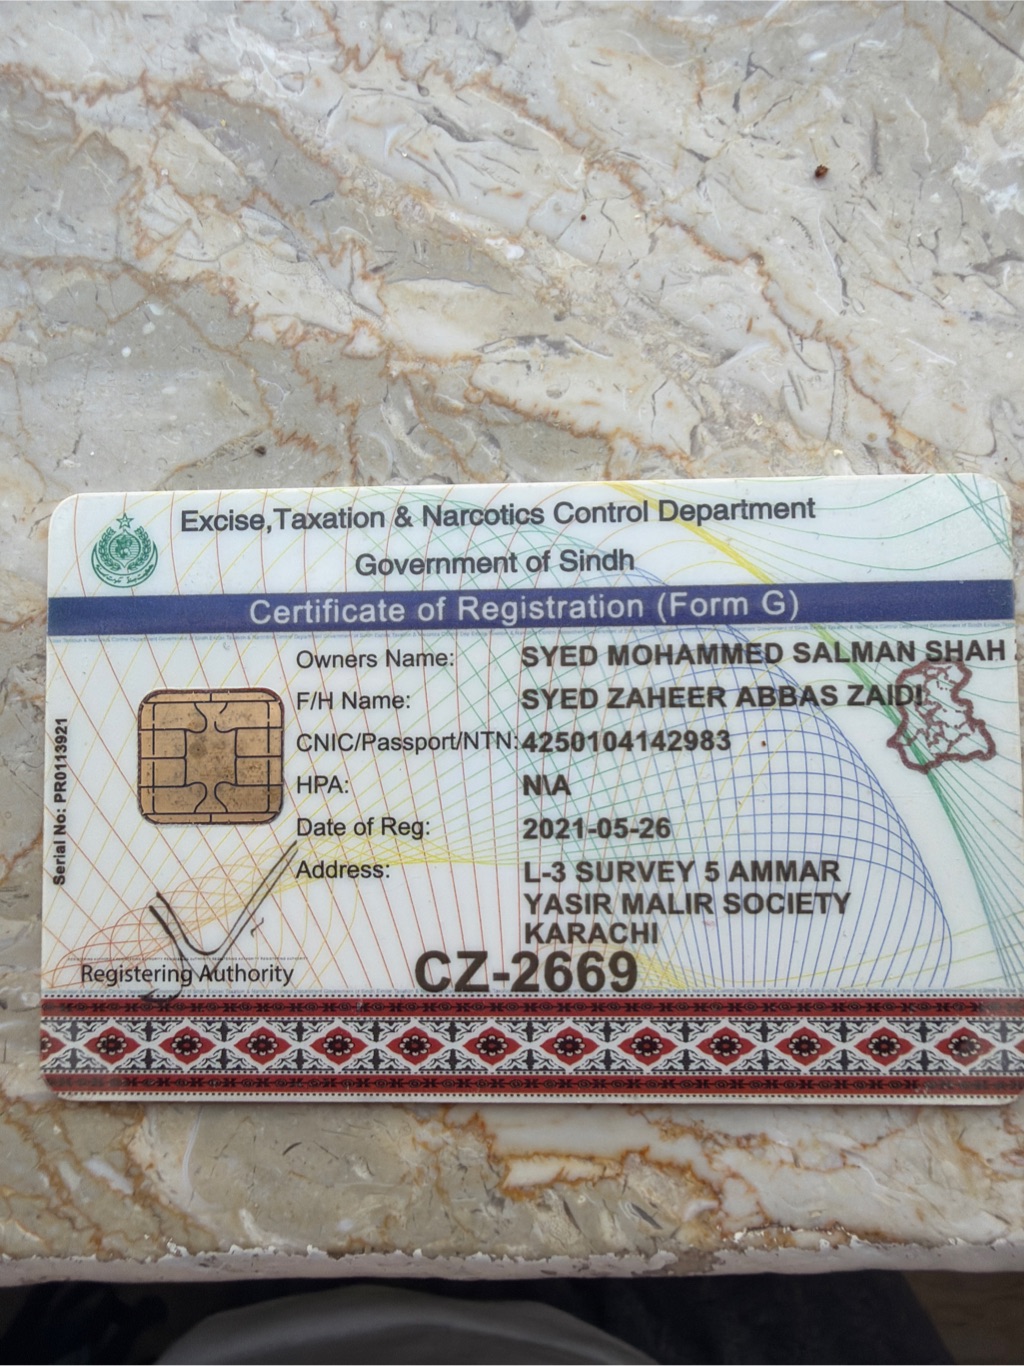 Excise,Taxation & Narcotics Control Department
Government of Sindh
Certificate of Registration (Form G)
Owners Name: SYED MOHAMMED SALMAN SHAH
F/H Name: SYED ZAHEER ABBAS ZAIDI
CNIC/Passport/NTN: 4250104142983
HPA: N\A
Date of Reg: 2021-05-26
Address: L-3 SURVEY 5 AMMAR
YASIR MALIR SOCIETY
KARACHI
Serial No: PR0113921
Registering Authority
CZ-2669